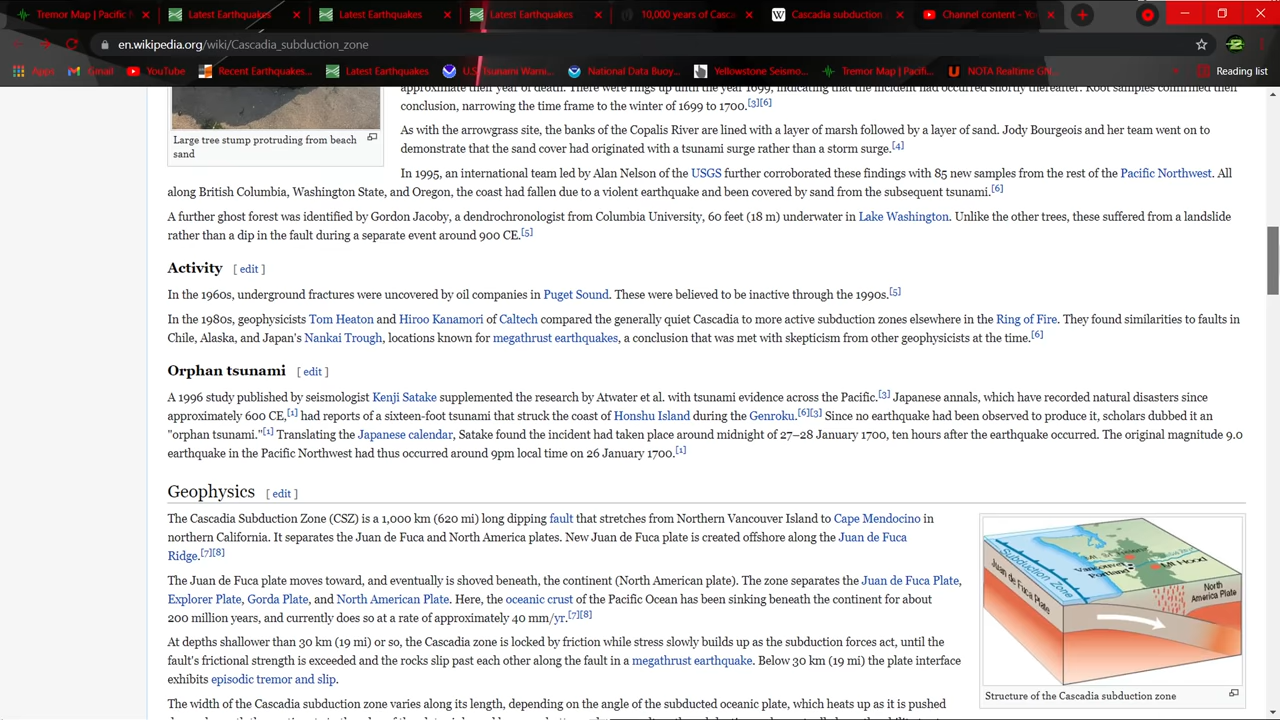 Tremor Map | Pacific
Latest Earthquakes
Latest Earthquakes
Latest Earthquakes
10,000 years of Casca
Cascadia subduction
Channel content - You
en.wikipedia.org/wiki/Cascadia_subduction_zone
Apps
Gmail
YouTube
Recent Earthquakes...
Latest Earthquakes
U.S. Tsunami Warni...
National Data Buoy...
Yellowstone Seismo...
Tremor Map | Pacifi...
NOTA Realtime GN...
Reading list
approximate their year of death. There were rings up until the year 1699, indicating that the incident had occurred shortly thereafter. Root samples confirmed their
conclusion, narrowing the time frame to the winter of 1699 to 1700.[3][6]
Large tree stump protruding from beach
sand
As with the arrowgrass site, the banks of the Copalis River are lined with a layer of marsh followed by a layer of sand. Jody Bourgeois and her team went on to
demonstrate that the sand cover had originated with a tsunami surge rather than a storm surge.[4]
In 1995, an international team led by Alan Nelson of the USGS further corroborated these findings with 85 new samples from the rest of the Pacific Northwest. All
along British Columbia, Washington State, and Oregon, the coast had fallen due to a violent earthquake and been covered by sand from the subsequent tsunami.[6]
A further ghost forest was identified by Gordon Jacoby, a dendrochronologist from Columbia University, 60 feet (18 m) underwater in Lake Washington. Unlike the other trees, these suffered from a landslide
rather than a dip in the fault during a separate event around 900 CE.[5]
Activity [ edit ]
In the 1960s, underground fractures were uncovered by oil companies in Puget Sound. These were believed to be inactive through the 1990s.[5]
In the 1980s, geophysicists Tom Heaton and Hiroo Kanamori of Caltech compared the generally quiet Cascadia to more active subduction zones elsewhere in the Ring of Fire. They found similarities to faults in
Chile, Alaska, and Japan's Nankai Trough, locations known for megathrust earthquakes, a conclusion that was met with skepticism from other geophysicists at the time.[6]
Orphan tsunami [ edit ]
A 1996 study published by seismologist Kenji Satake supplemented the research by Atwater et al. with tsunami evidence across the Pacific.[3] Japanese annals, which have recorded natural disasters since
approximately 600 CE,[1] had reports of a sixteen-foot tsunami that struck the coast of Honshu Island during the Genroku.[6][3] Since no earthquake had been observed to produce it, scholars dubbed it an
"orphan tsunami."[1] Translating the Japanese calendar, Satake found the incident had taken place around midnight of 27–28 January 1700, ten hours after the earthquake occurred. The original magnitude 9.0
earthquake in the Pacific Northwest had thus occurred around 9pm local time on 26 January 1700.[1]
Geophysics [ edit ]
The Cascadia Subduction Zone (CSZ) is a 1,000 km (620 mi) long dipping fault that stretches from Northern Vancouver Island to Cape Mendocino in
northern California. It separates the Juan de Fuca and North America plates. New Juan de Fuca plate is created offshore along the Juan de Fuca
Ridge.[7][8]
The Juan de Fuca plate moves toward, and eventually is shoved beneath, the continent (North American plate). The zone separates the Juan de Fuca Plate,
Explorer Plate, Gorda Plate, and North American Plate. Here, the oceanic crust of the Pacific Ocean has been sinking beneath the continent for about
200 million years, and currently does so at a rate of approximately 40 mm/yr.[7][8]
At depths shallower than 30 km (19 mi) or so, the Cascadia zone is locked by friction while stress slowly builds up as the subduction forces act, until the
fault's frictional strength is exceeded and the rocks slip past each other along the fault in a megathrust earthquake. Below 30 km (19 mi) the plate interface
exhibits episodic tremor and slip.
The width of the Cascadia subduction zone varies along its length, depending on the angle of the subducted oceanic plate, which heats up as it is pushed
Subduction Zone
Juan de Fuca Plate
Vancouver
Portland
Mt Hood
North
America Plate
Structure of the Cascadia subduction zone